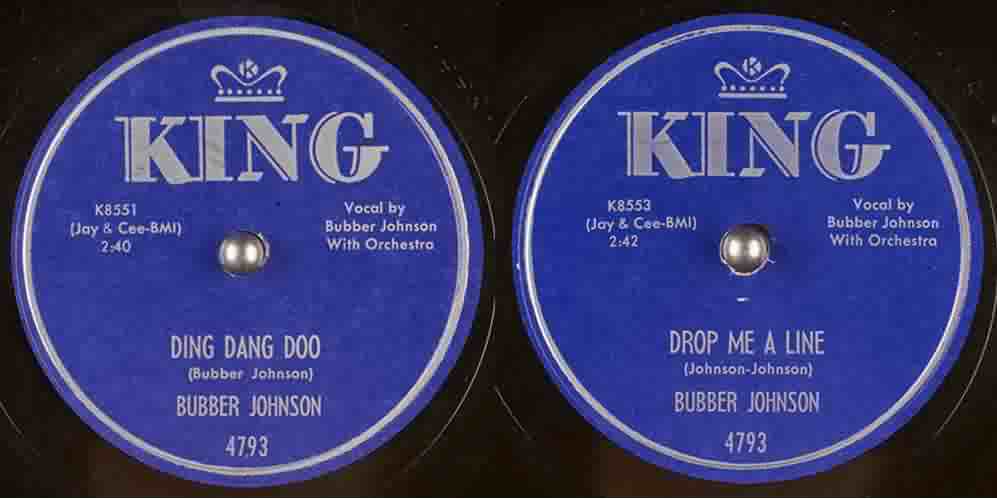 K
KING
K8551
(Jay & Cee-BMI)
2:40
Vocal by
Bubber Johnson
With Orchestra
DING DANG DOO
(Bubber Johnson)
BUBBER JOHNSON
4793
K
KING
K8553
(Jay & Cee-BMI)
2:42
Vocal by
Bubber Johnson
With Orchestra
DROP ME A LINE
(Johnson-Johnson)
BUBBER JOHNSON
4793